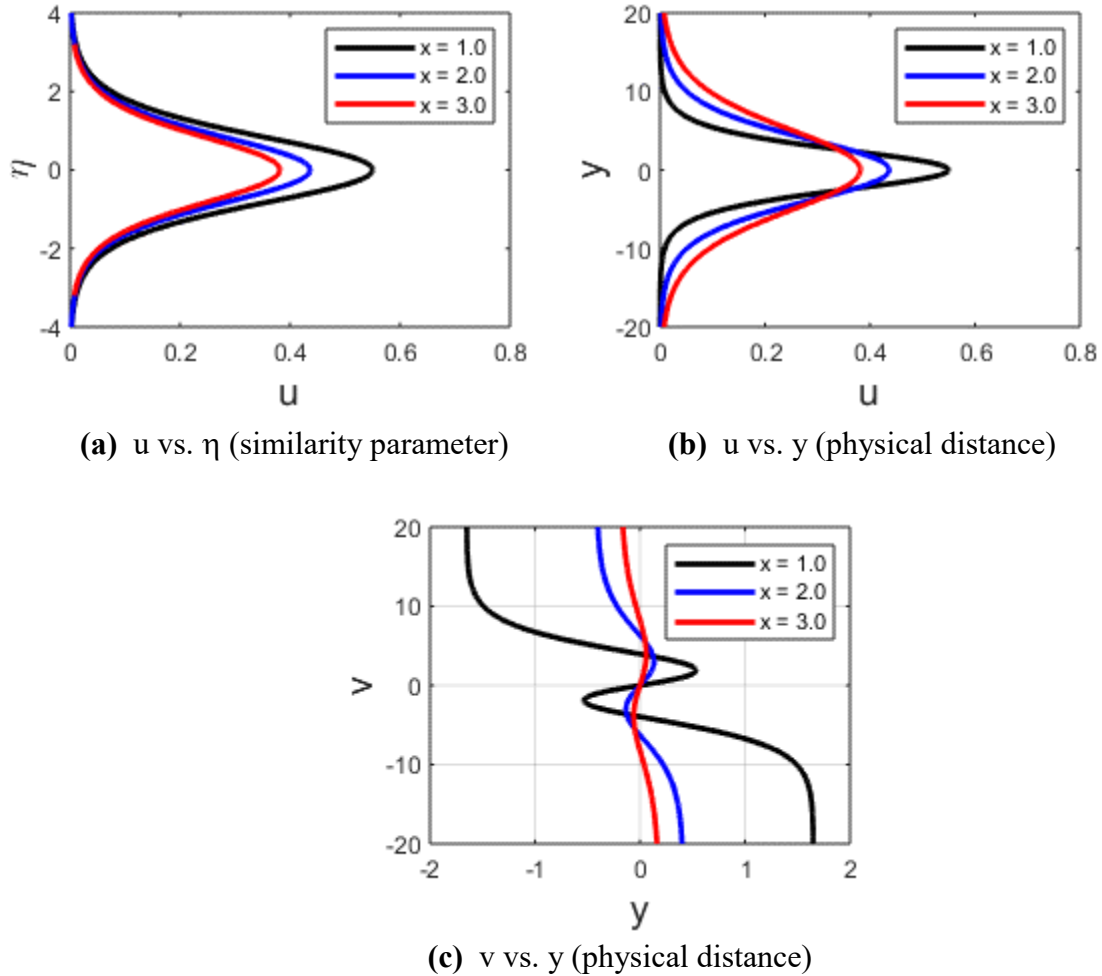 4
2
0
-2
-4
η
0
0.2
0.4
0.6
0.8
u
x = 1.0
x = 2.0
x = 3.0
(a) u vs. η (similarity parameter)
20
10
0
-10
-20
y
0
0.2
0.4
0.6
0.8
u
x = 1.0
x = 2.0
x = 3.0
(b) u vs. y (physical distance)
20
10
0
-10
-20
v
-2
-1
0
1
2
y
x = 1.0
x = 2.0
x = 3.0
(c) v vs. y (physical distance)